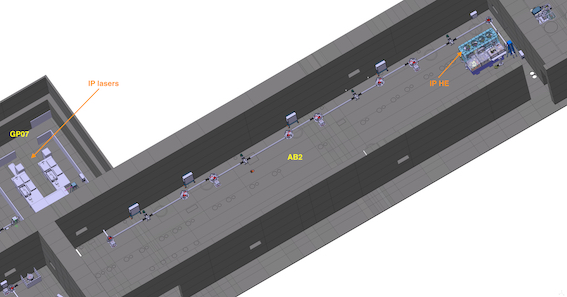 IP lasers
IP HE
GP07
AB2